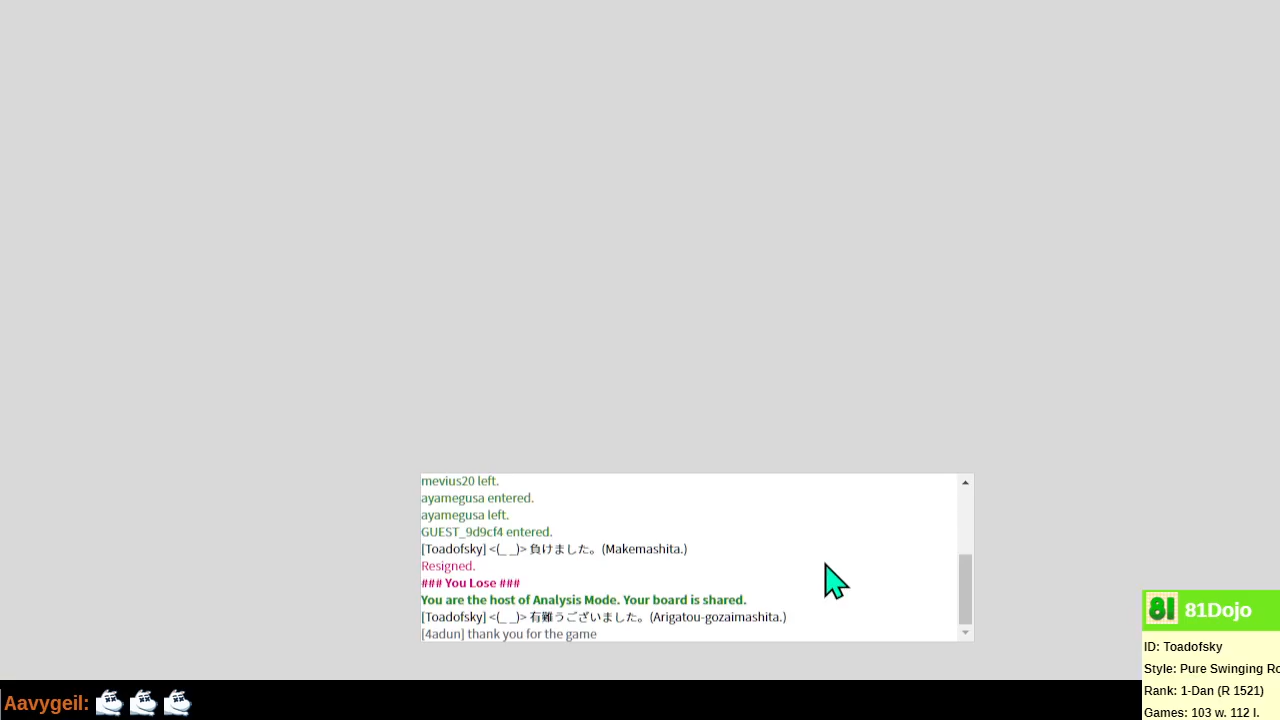 mevius20 left.
ayamegusa entered.
ayamegusa left.
GUEST_9d9cf4 entered.
[Toadofsky] <(_ _)> 負けました。(Makemashita.)
Resigned.
### You Lose ###
You are the host of Analysis Mode. Your board is shared.
[Toadofsky] <(_ _)> 有難うございました。(Arigatou-gozaimashita.)
[4adun] thank you for the game
81 81Dojo
ID: Toadofsky
Style: Pure Swinging Ro
Rank: 1-Dan (R 1521)
Games: 103 w. 112 l.
Aavygeil: